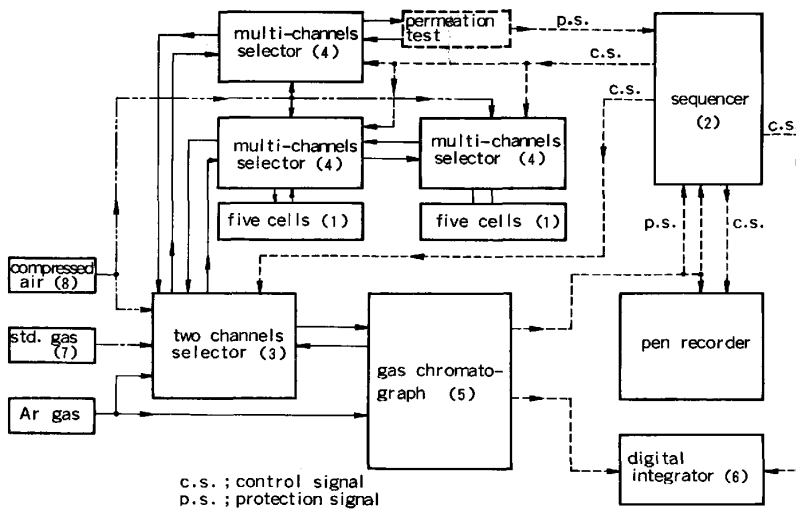 multi-channels
selector (4)
permeation
test
p.s.
c.s.
c.s.
sequencer
(2)
c.s.
multi-channels
selector (4)
multi-channels
selector (4)
five cells (1)
five cells (1)
p.s.
c.s.
compressed
air (8)
std. gas
(7)
Ar gas
two channels
selector (3)
gas chromato-
graph (5)
pen recorder
digital
integrator (6)
c.s. ; control signal
p.s. ; protection signal